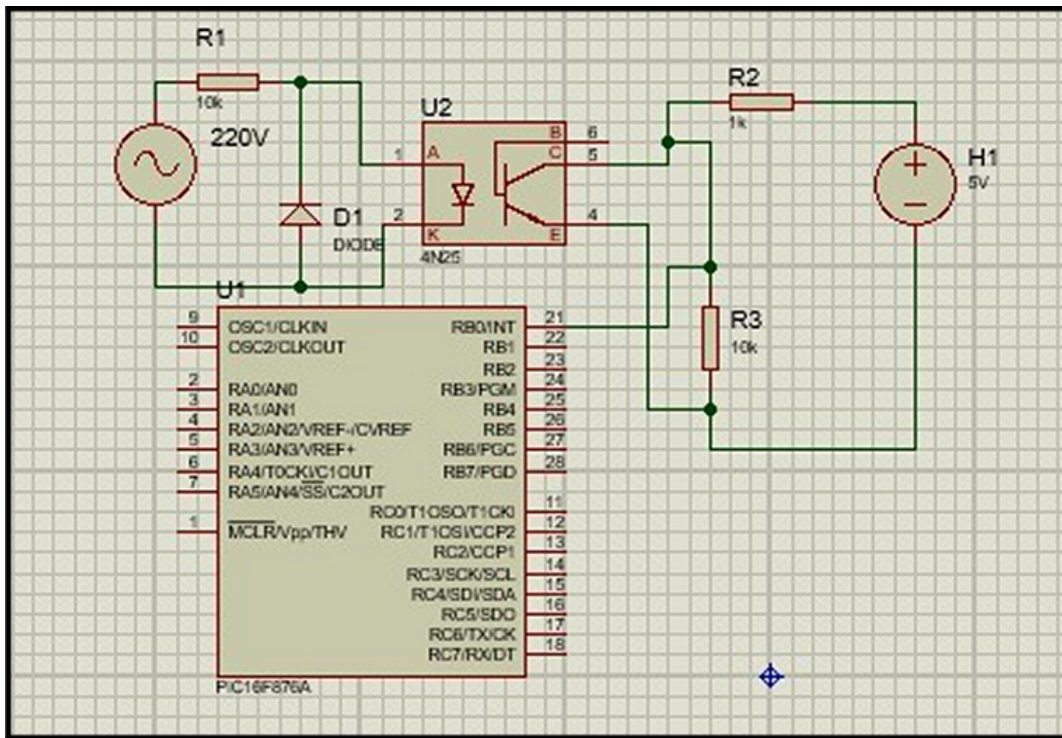 R1
10k
220V
D1
DIODE
U2
1
A
2
K
B
6
C
5
E
4
4N25
R2
1k
H1
5V
R3
10k
U1
9
OSC1/CLKIN
10
OSC2/CLKOUT
2
RA0/AN0
3
RA1/AN1
4
RA2/AN2/VREF-/CVREF
5
RA3/AN3/VREF+
6
RA4/T0CKI/C1OUT
7
RA5/AN4/SS/C2OUT
1
MCLR/Vpp/THV
RB0/INT
21
RB1
22
RB2
23
RB3/PGM
24
RB4
25
RB5
26
RB6/PGC
27
RB7/PGD
28
RC0/T1OSO/T1CKI
11
RC1/T1OSI/CCP2
12
RC2/CCP1
13
RC3/SCK/SCL
14
RC4/SDI/SDA
15
RC5/SDO
16
RC6/TX/CK
17
RC7/RX/DT
18
PIC16F876A